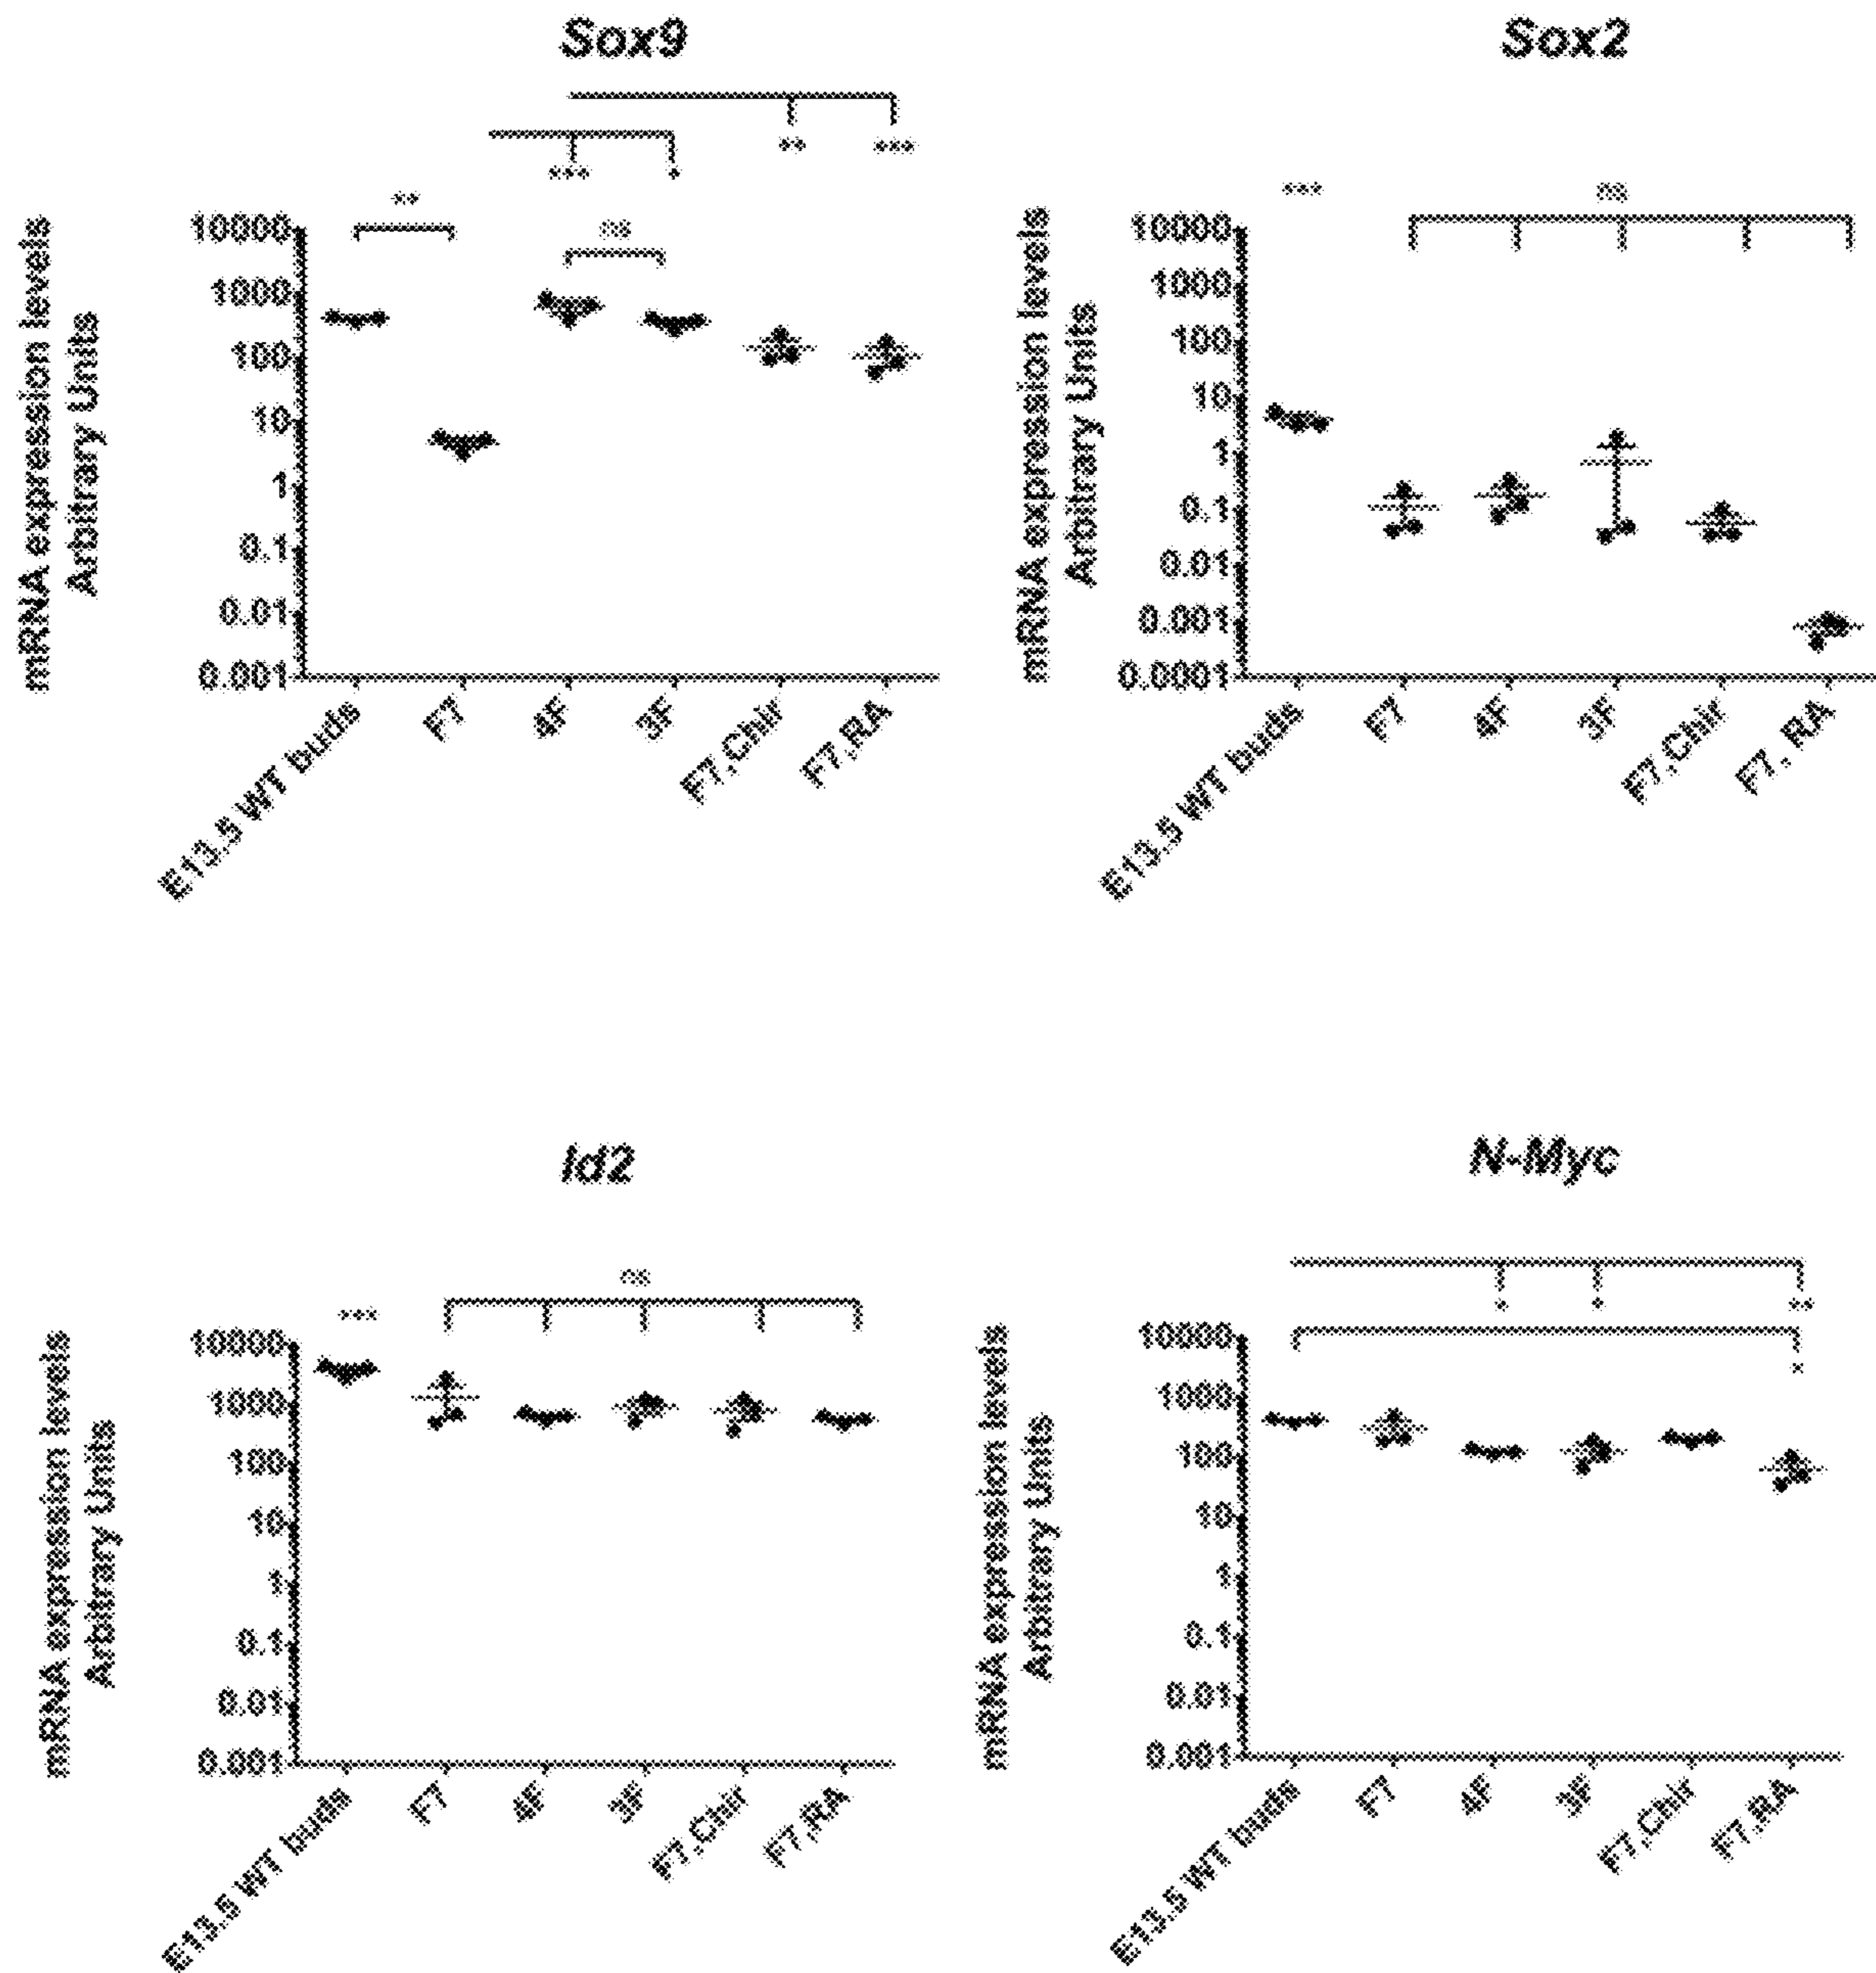 Sox9
**
***
***
*
**
ns
mRNA expression levels
Arbitrary Units
10000
1000
100
10
1
0.1
0.01
0.001
E13.5 WT buds
F7
4F
3F
F7,Chir
F7,RA
Sox2
***
ns
mRNA expression levels
Arbitrary Units
10000
1000
100
10
1
0.1
0.01
0.001
0.0001
E13.5 WT buds
F7
4F
3F
F7,Chir
F7, RA
Id2
ns
***
mRNA expression levels
Arbitrary Units
10000
1000
100
10
1
0.1
0.01
0.001
E13.5 WT buds
F7
4F
3F
F7,Chir
F7,RA
N-Myc
*
*
**
*
mRNA expression levels
Arbitrary Units
10000
1000
100
10
1
0.1
0.01
0.001
E13.5 WT buds
F7
4F
3F
F7,Chir
F7,RA